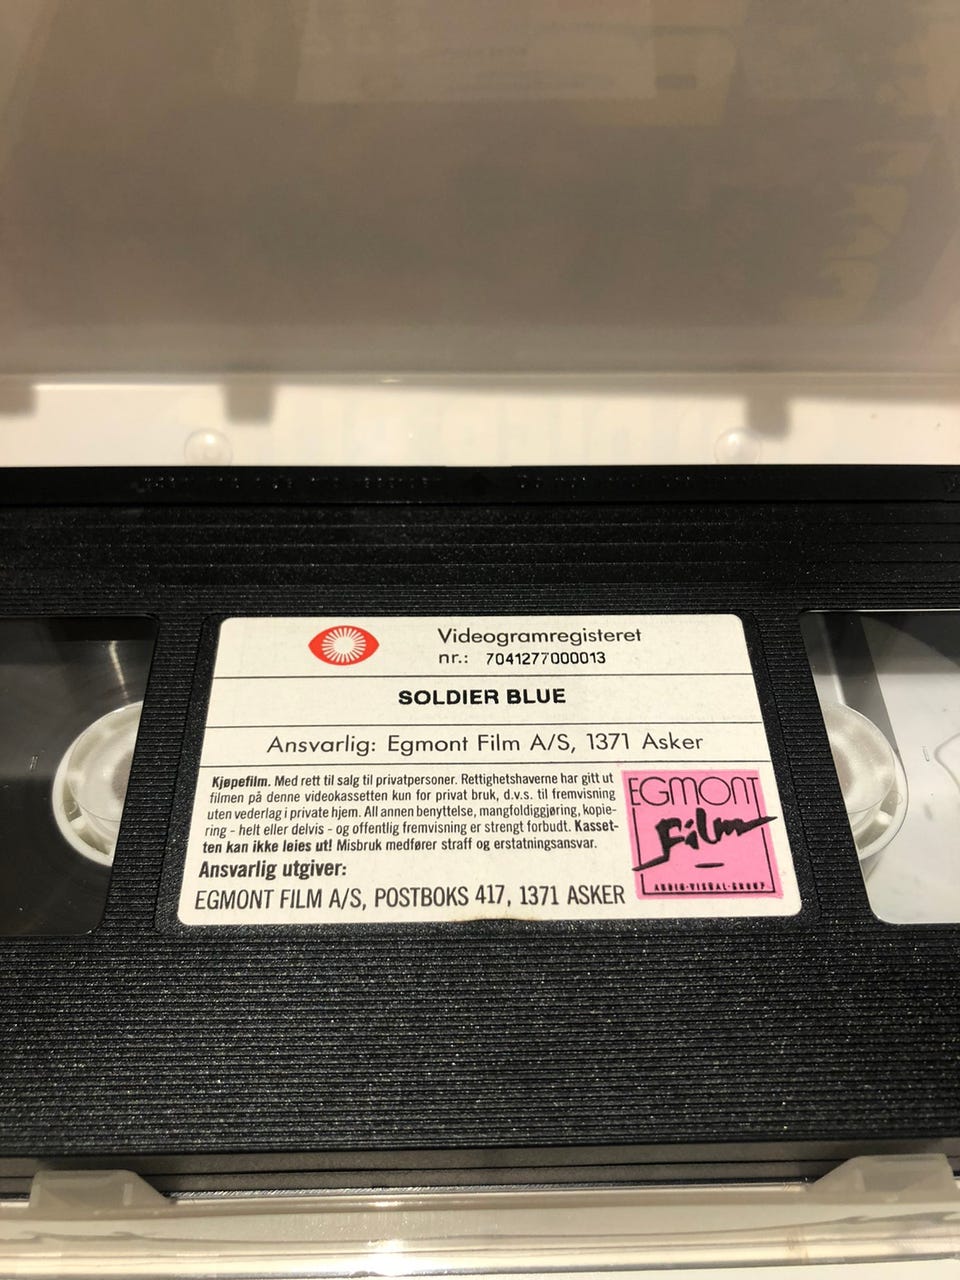 Videogramregisteret
nr.: 7041277000013
SOLDIER BLUE
Ansvarlig: Egmont Film A/S, 1371 Asker
Kjøpefilm. Med rett til salg til privatpersoner. Rettighetshaverne har gitt ut
filmen på denne videokassetten kun for privat bruk, d.v.s. til fremvisning
uten vederlag i private hjem. All annen benyttelse, mangfoldiggjøring, kopie-
ring - helt eller delvis - og offentlig fremvisning er strengt forbudt. Kasset-
ten kan ikke leies ut! Misbruk medfører straff og erstatningsansvar.
Ansvarlig utgiver:
EGMONT FILM A/S, POSTBOKS 417, 1371 ASKER
EGMONT
Film
AUDIO·VISUAL·GROUP